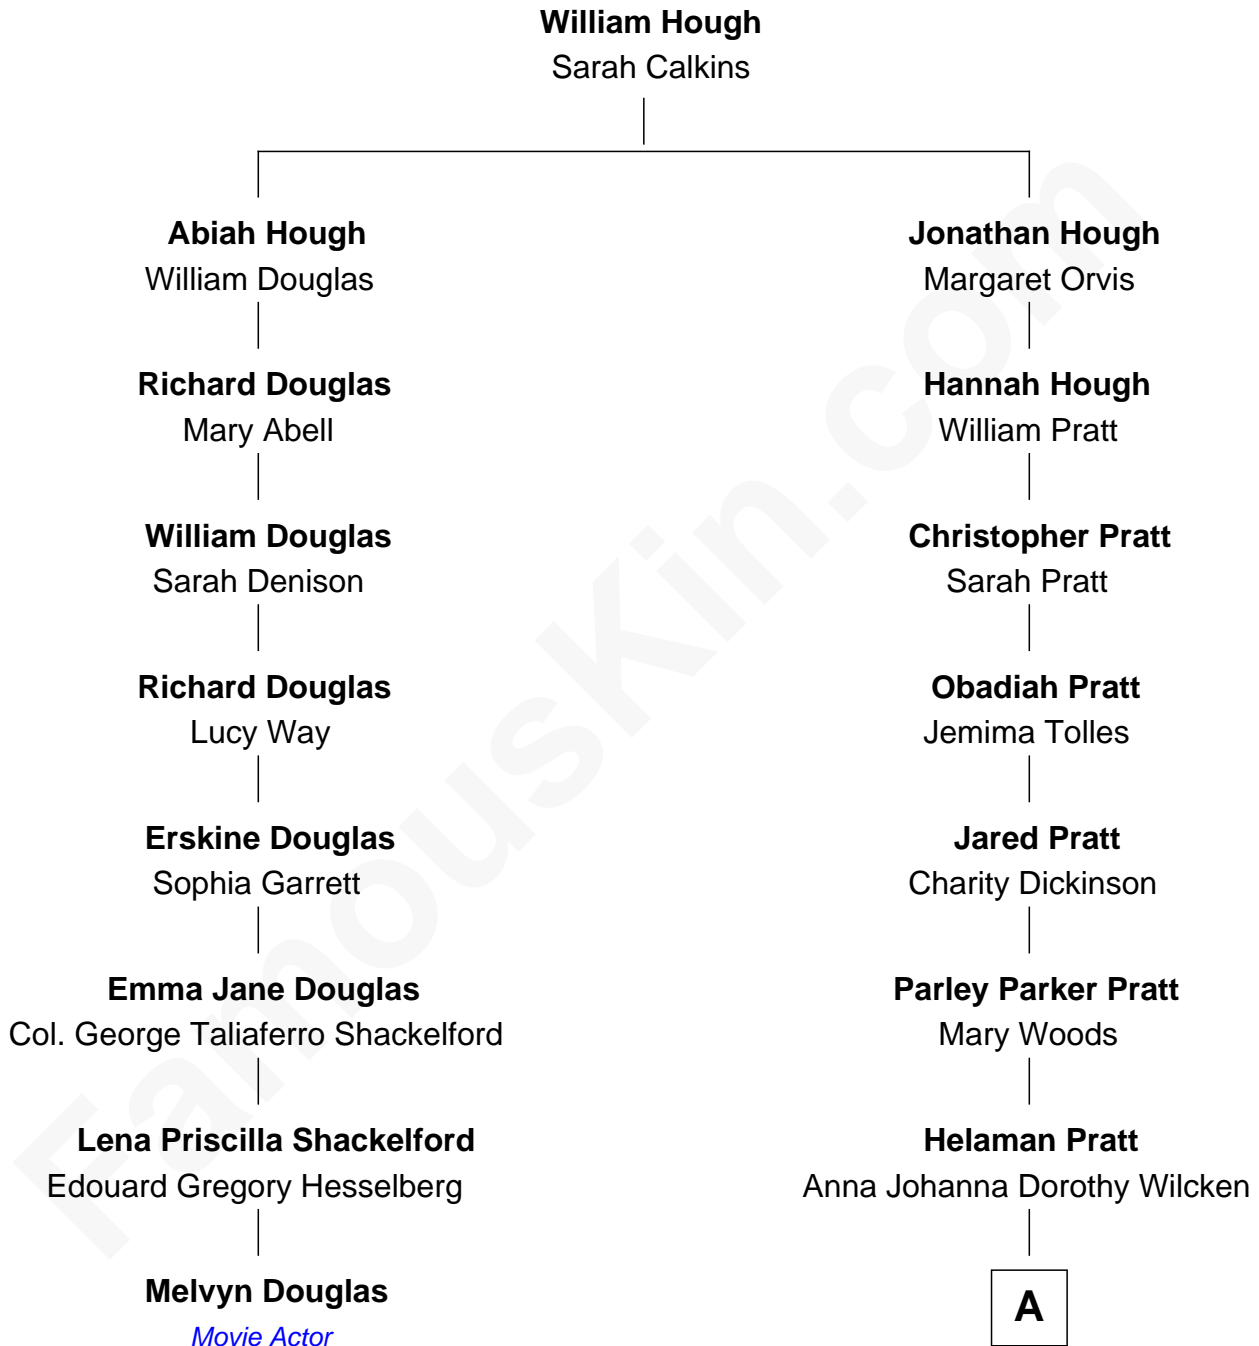 William Hough
Sarah Calkins
Abiah Hough
William Douglas
Richard Douglas
Mary Abell
William Douglas
Sarah Denison
Richard Douglas
Lucy Way
Erskine Douglas
Sophia Garrett
Emma Jane Douglas
Col. George Taliaferro Shackelford
Lena Priscilla Shackelford
Edouard Gregory Hesselberg
Melvyn Douglas
Movie Actor
Jonathan Hough
Margaret Orvis
Hannah Hough
William Pratt
Christopher Pratt
Sarah Pratt
Obadiah Pratt
Jemima Tolles
Jared Pratt
Charity Dickinson
Parley Parker Pratt
Mary Woods
Helaman Pratt
Anna Johanna Dorothy Wilcken
A
FamousKin.com